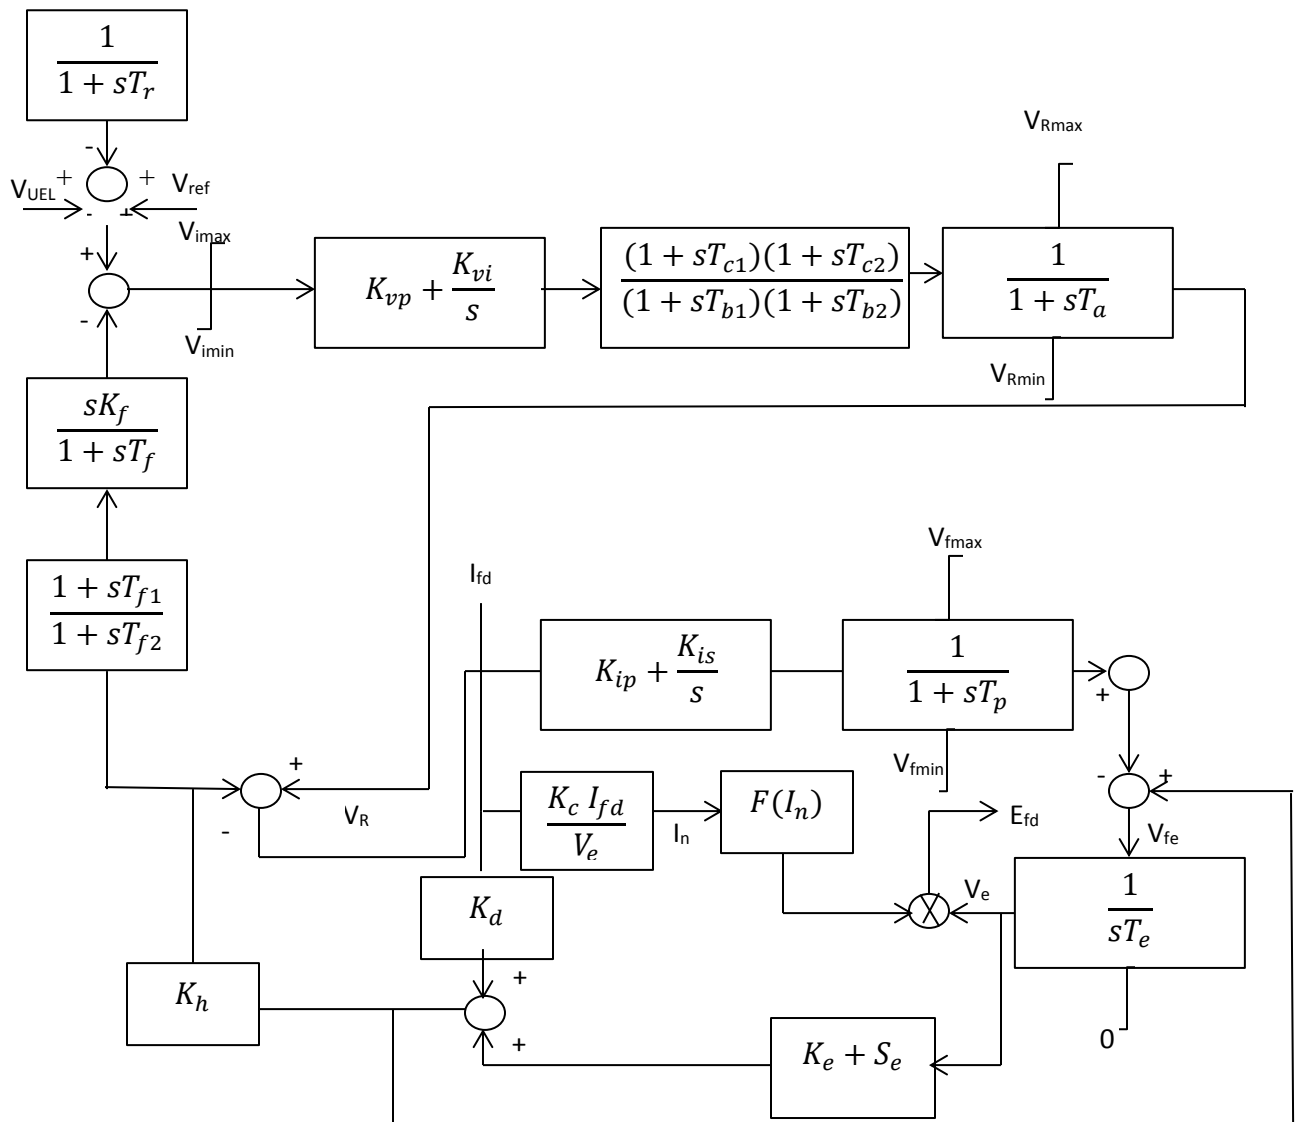 1
1 + sT_r
-
+ +
V_UEL V_ref
- +
V_imax
+
-
V_imin
K_vp + K_vi
s
(1 + sT_c1)(1 + sT_c2)
(1 + sT_b1)(1 + sT_b2)
V_Rmax
1
1 + sT_a
V_Rmin
sK_f
1 + sT_f
1 + sT_f1
1 + sT_f2
I_fd
K_ip + K_is
s
V_fmax
1
1 + sT_p
V_fmin
+
- +
V_fe
+
-
V_R
K_c I_fd
V_e
I_n
F(I_n)
E_fd
X
V_e
1
sT_e
0
K_d
+
+
K_h
K_e + S_e